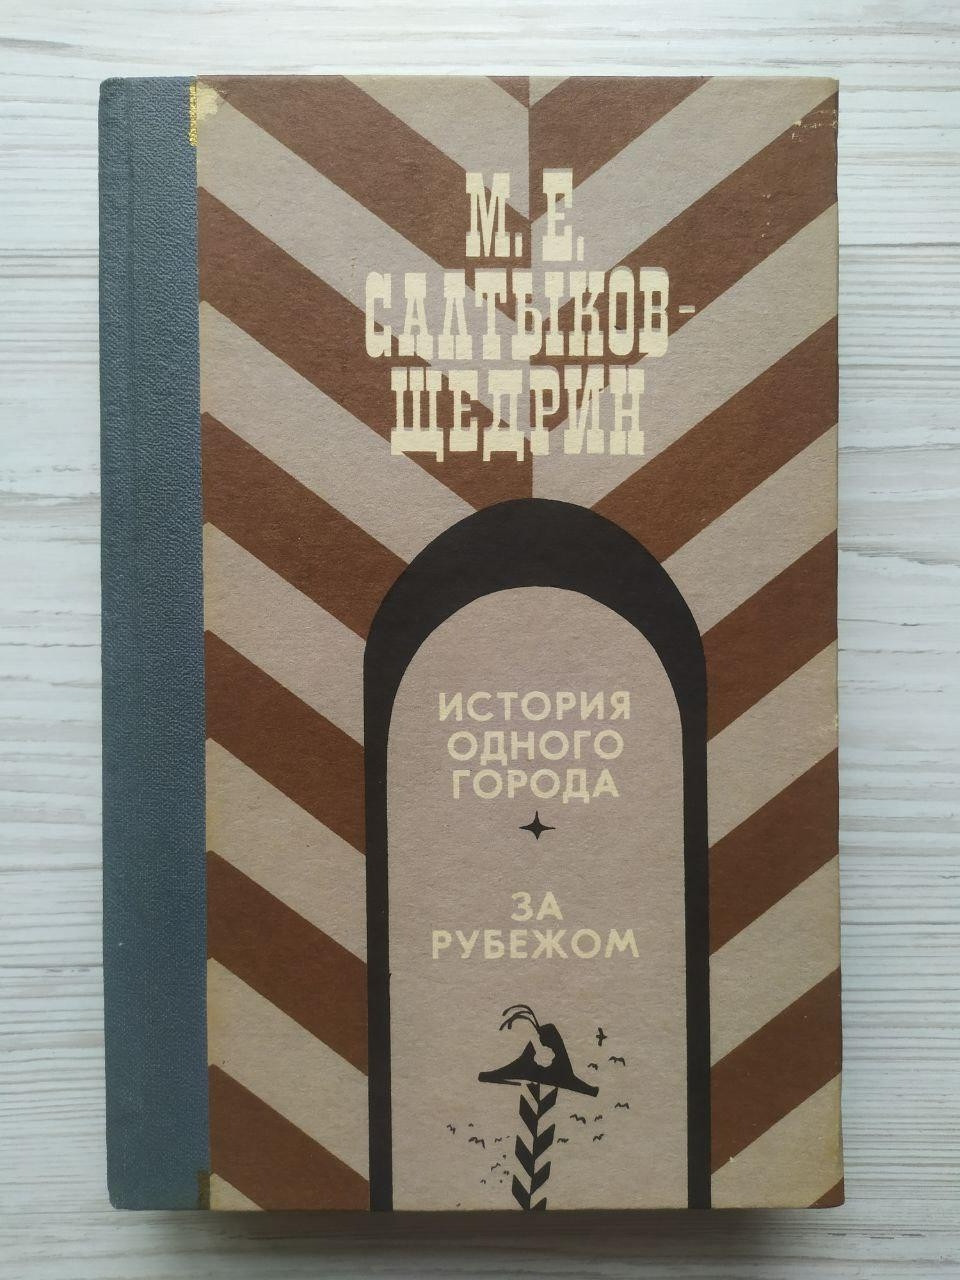 М. Е.
САЛТЫКОВ-
ЩЕДРИН
ИСТОРИЯ
ОДНОГО
ГОРОДА
ЗА
РУБЕЖОМ